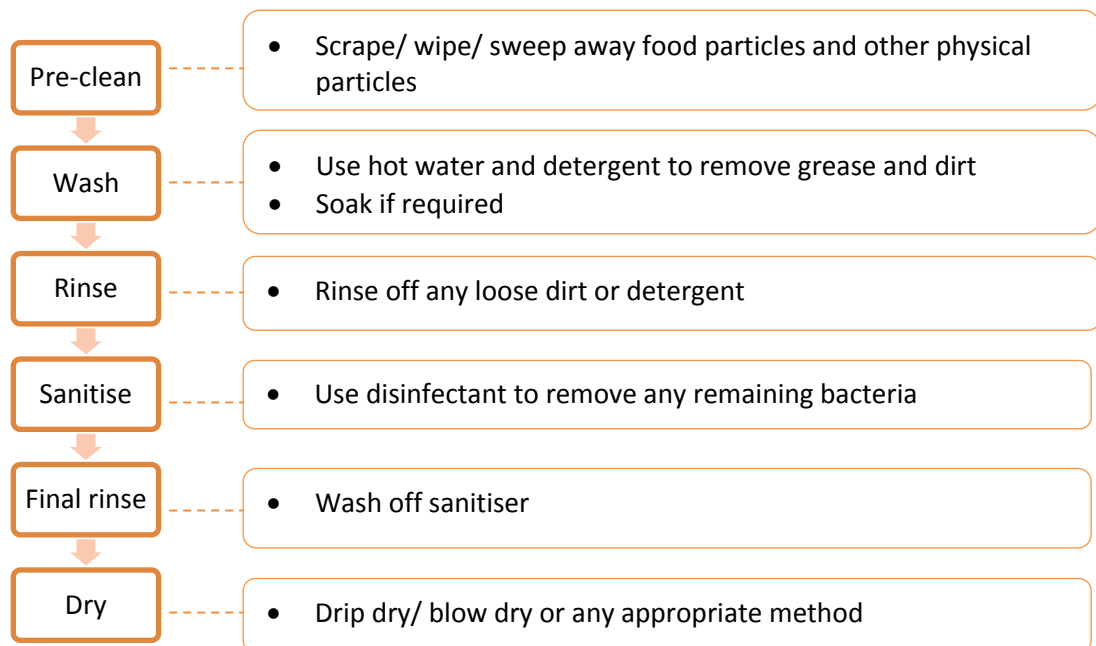 Pre-clean
• Scrape/ wipe/ sweep away food particles and other physical
particles
Wash
• Use hot water and detergent to remove grease and dirt
• Soak if required
Rinse
• Rinse off any loose dirt or detergent
Sanitise
• Use disinfectant to remove any remaining bacteria
Final rinse
• Wash off sanitiser
Dry
• Drip dry/ blow dry or any appropriate method